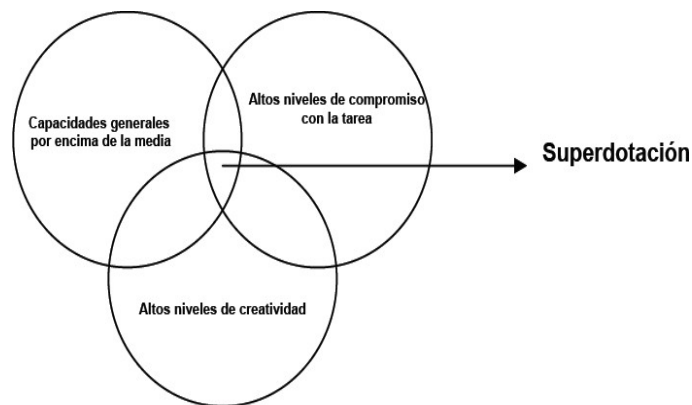 Capacidades generales
por encima de la media
Altos niveles de compromiso
con la tarea
Superdotación
Altos niveles de creatividad